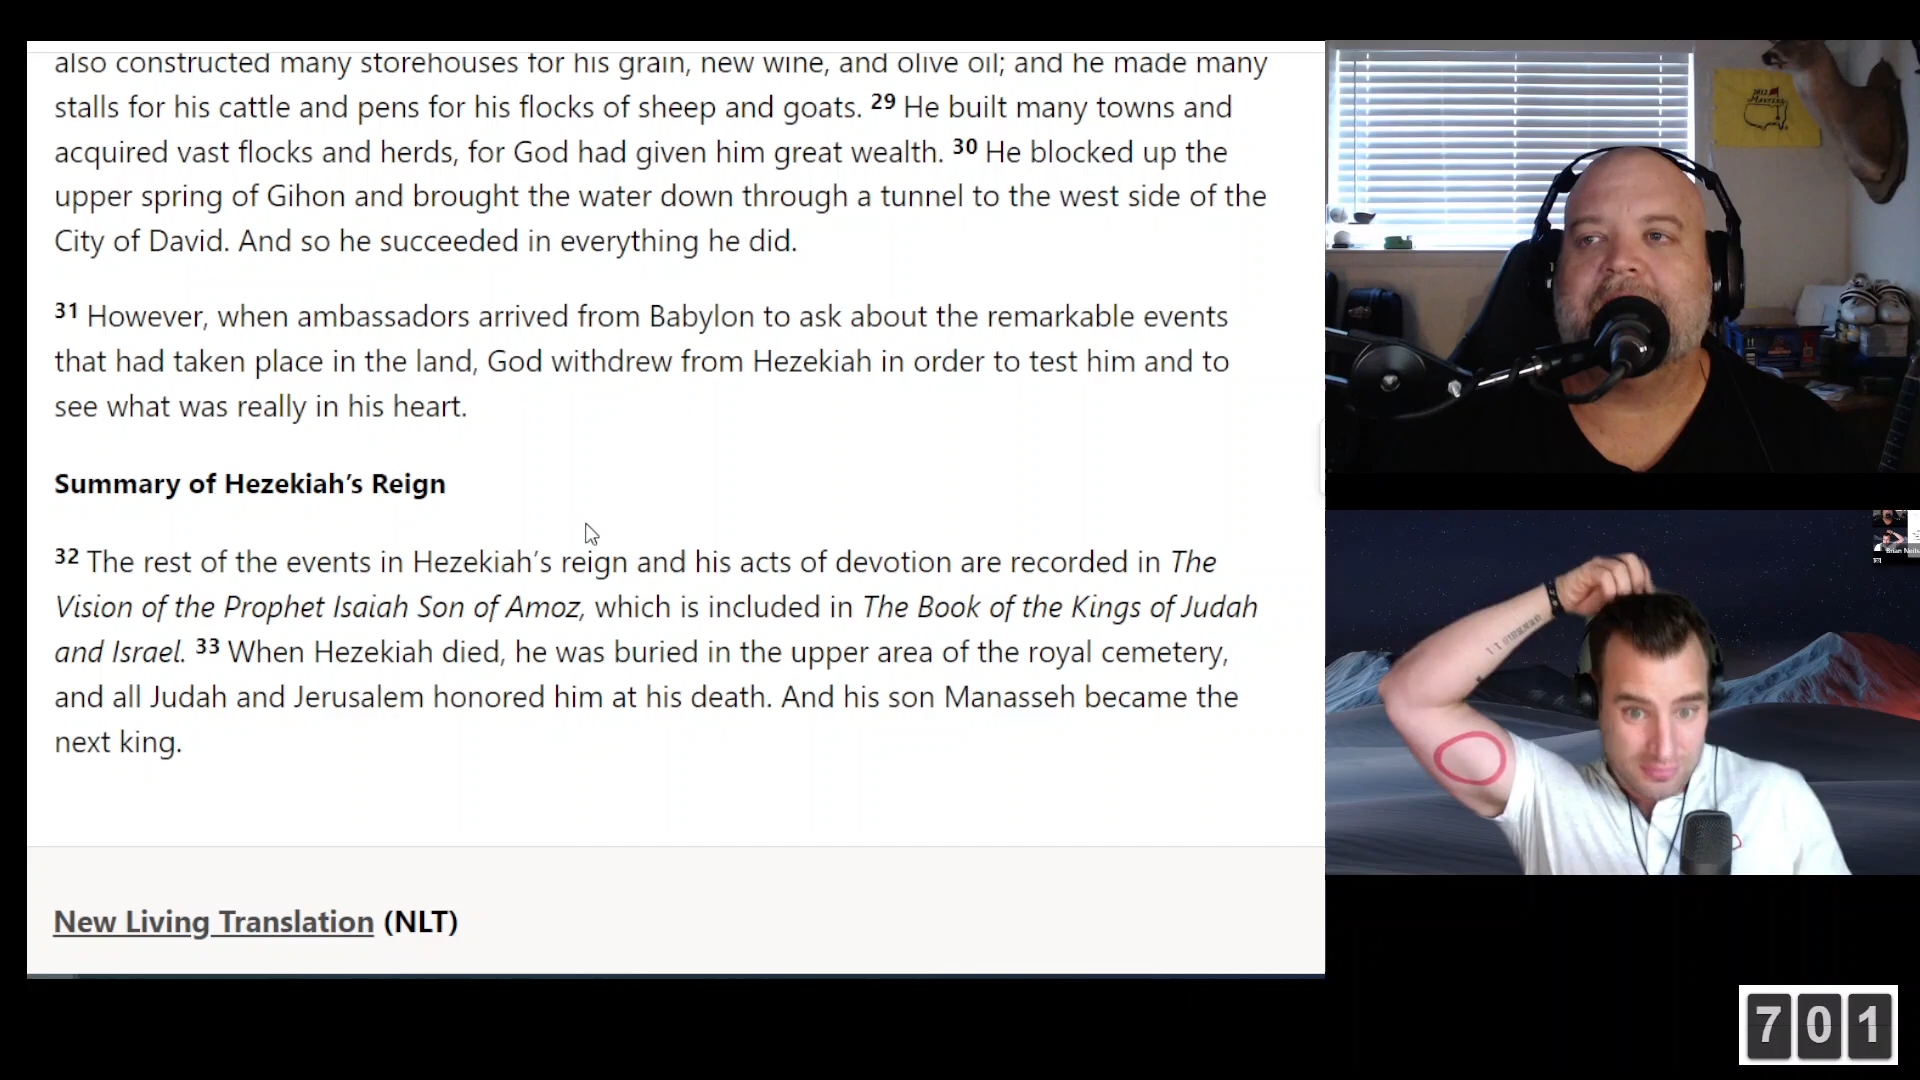 also constructed many storehouses for his grain, new wine, and olive oil; and he made many
stalls for his cattle and pens for his flocks of sheep and goats. 29 He built many towns and
acquired vast flocks and herds, for God had given him great wealth. 30 He blocked up the
upper spring of Gihon and brought the water down through a tunnel to the west side of the
City of David. And so he succeeded in everything he did.
31 However, when ambassadors arrived from Babylon to ask about the remarkable events
that had taken place in the land, God withdrew from Hezekiah in order to test him and to
see what was really in his heart.
Summary of Hezekiah’s Reign
32 The rest of the events in Hezekiah’s reign and his acts of devotion are recorded in The
Vision of the Prophet Isaiah Son of Amoz, which is included in The Book of the Kings of Judah
and Israel. 33 When Hezekiah died, he was buried in the upper area of the royal cemetery,
and all Judah and Jerusalem honored him at his death. And his son Manasseh became the
next king.
New Living Translation (NLT)
MASTERS
701